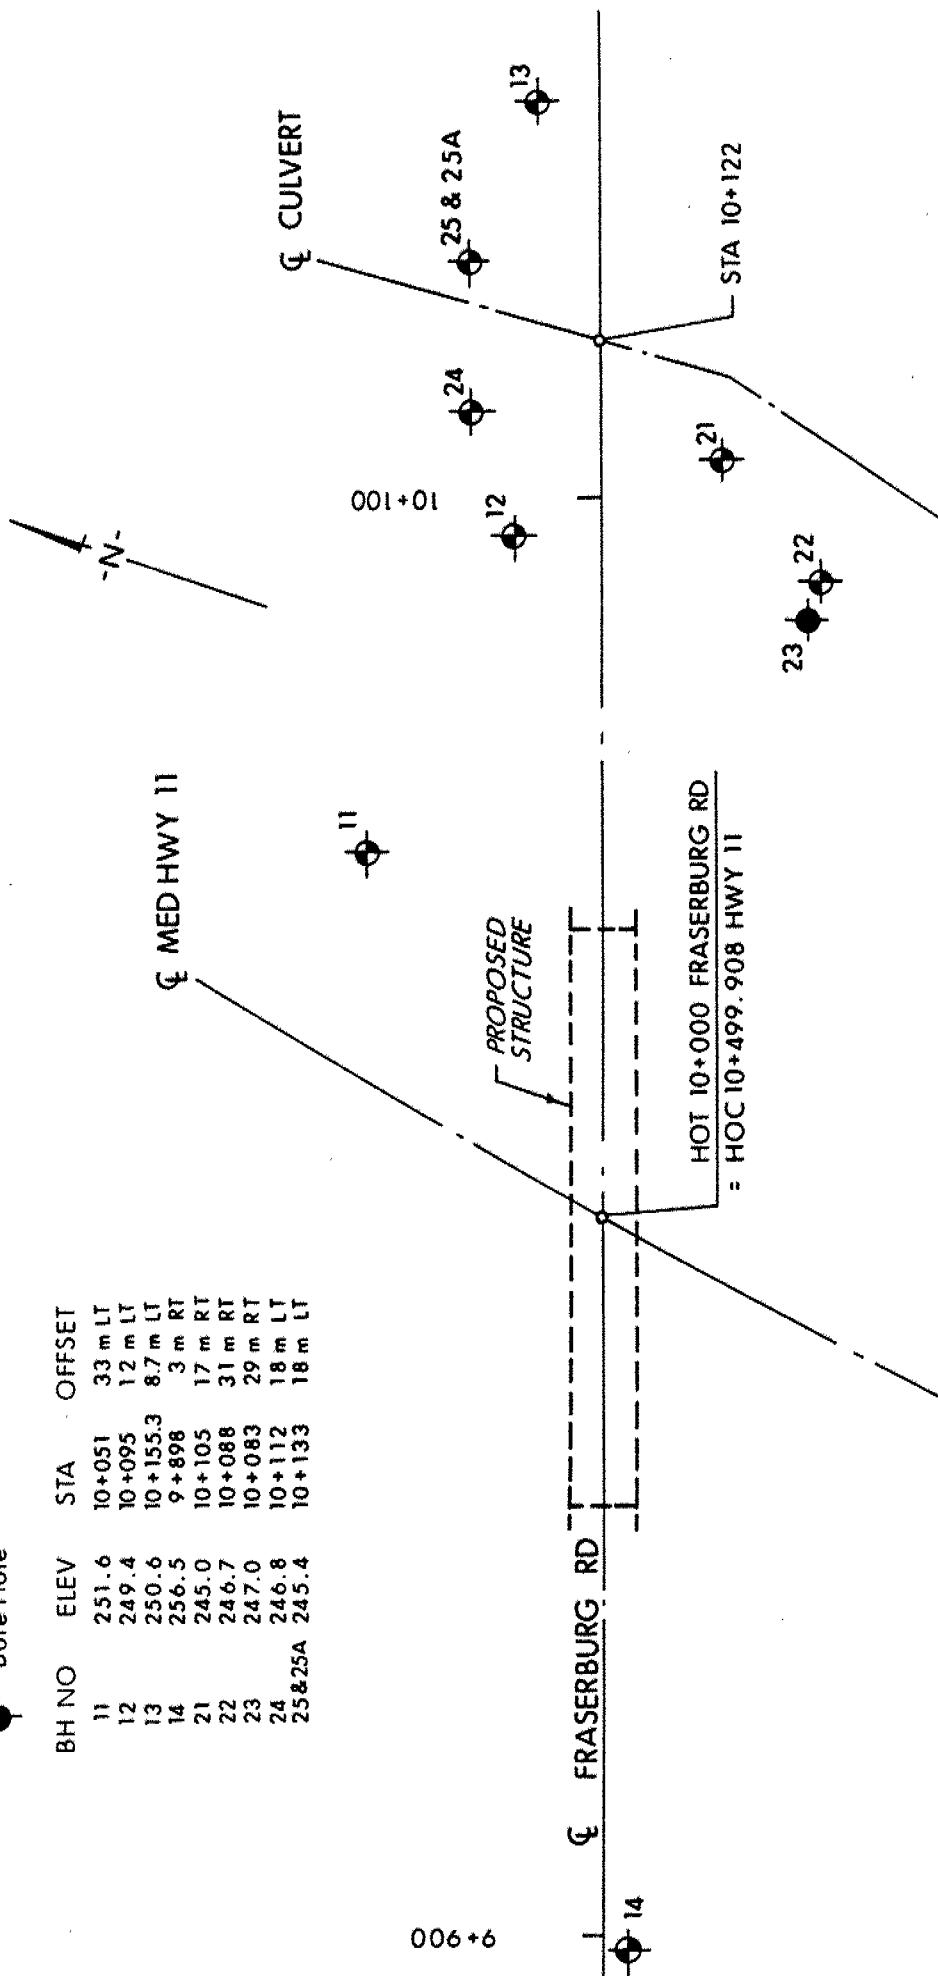 Bore Hole
BH NO ELEV STA OFFSET
11 251.6 10+051 33 m LT
12 249.4 10+095 12 m LT
13 250.6 10+155.3 8.7 m LT
14 256.5 9+898 3 m RT
21 245.0 10+105 17 m RT
22 246.7 10+088 31 m RT
23 247.0 10+083 29 m RT
24 246.8 10+112 18 m LT
25&25A 245.4 10+133 18 m LT
-N-
℄ MED HWY 11
℄ CULVERT
11
12
24
25 & 25A
13
9+900
10+100
PROPOSED
STRUCTURE
℄ FRASERBURG RD
14
HOT 10+000 FRASERBURG RD
= HOC 10+499.908 HWY 11
23
22
21
STA 10+122